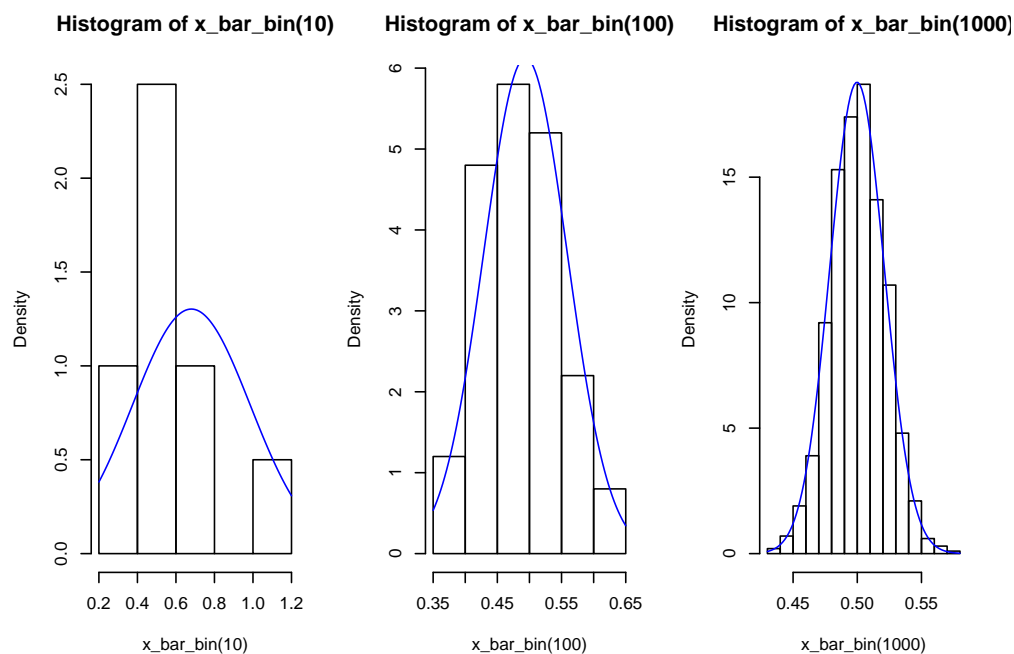 Histogram of x_bar_bin(10)
Density
0.0
0.5
1.0
1.5
2.0
2.5
0.2 0.4 0.6 0.8 1.0 1.2
x_bar_bin(10)
Histogram of x_bar_bin(100)
Density
0
1
2
3
4
5
6
0.35 0.45 0.55 0.65
x_bar_bin(100)
Histogram of x_bar_bin(1000)
Density
0
5
10
15
0.45 0.50 0.55
x_bar_bin(1000)